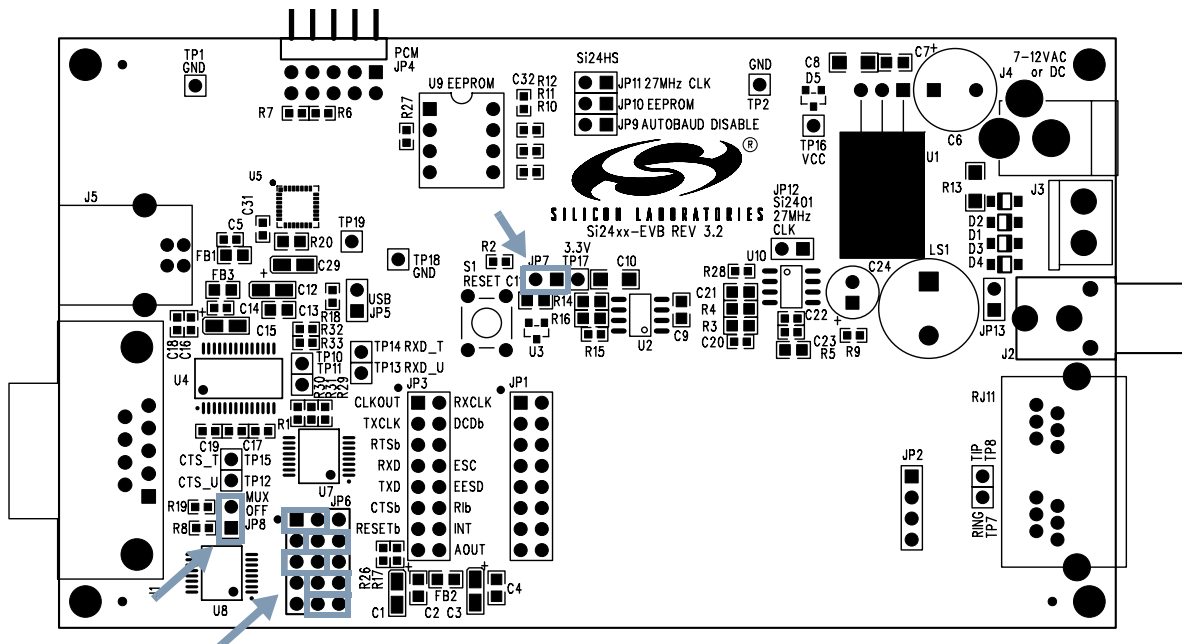 TP1
GND
PCM
JP4
R7
R6
R27
U9 EEPROM
C32
R12
R11
R10
Si24HS
JP11 27MHz CLK
JP10 EEPROM
JP9 AUTOBAUD DISABLE
GND
TP2
C8
D5
TP16
VCC
C7
+
C6
7-12VAC
or DC
J4
U1
R13
J3
D2
D1
D3
D4
®
SILICON LABORATORIES
Si24xx-EVB REV 3.2
JP12
Si2401
27MHz
CLK
J5
U5
C31
C5
FB1
R20
TP19
TP18
GND
+
C29
FB3
C12
C14
C13
R18
USB
JP5
+
C15
C18
C16
R32
R33
TP10
TP11
TP14 RXD_T
TP13 RXD_U
R30
R31
R29
U4
R1
C19
C17
CTS_T
TP15
CTS_U
TP12
R19
R8
MUX
OFF
JP8
U8
U7
JP6
R2
S1
RESET
JP7
3.3V
TP17
C10
R14
R16
R15
U3
U2
C9
U10
R28
C21
R4
R3
C20
C22
C23
R5
C24
+
R9
LS1
JP13
J2
JP3
JP1
CLKOUT
RXCLK
TXCLK
DCDb
RTSb
RXD
ESC
TXD
EESD
CTSb
RIb
RESETb
INT
AOUT
R26
R17
C1
+
C2
FB2
C3
+
C4
JP2
RJ11
TIP
TP8
RING
TP7